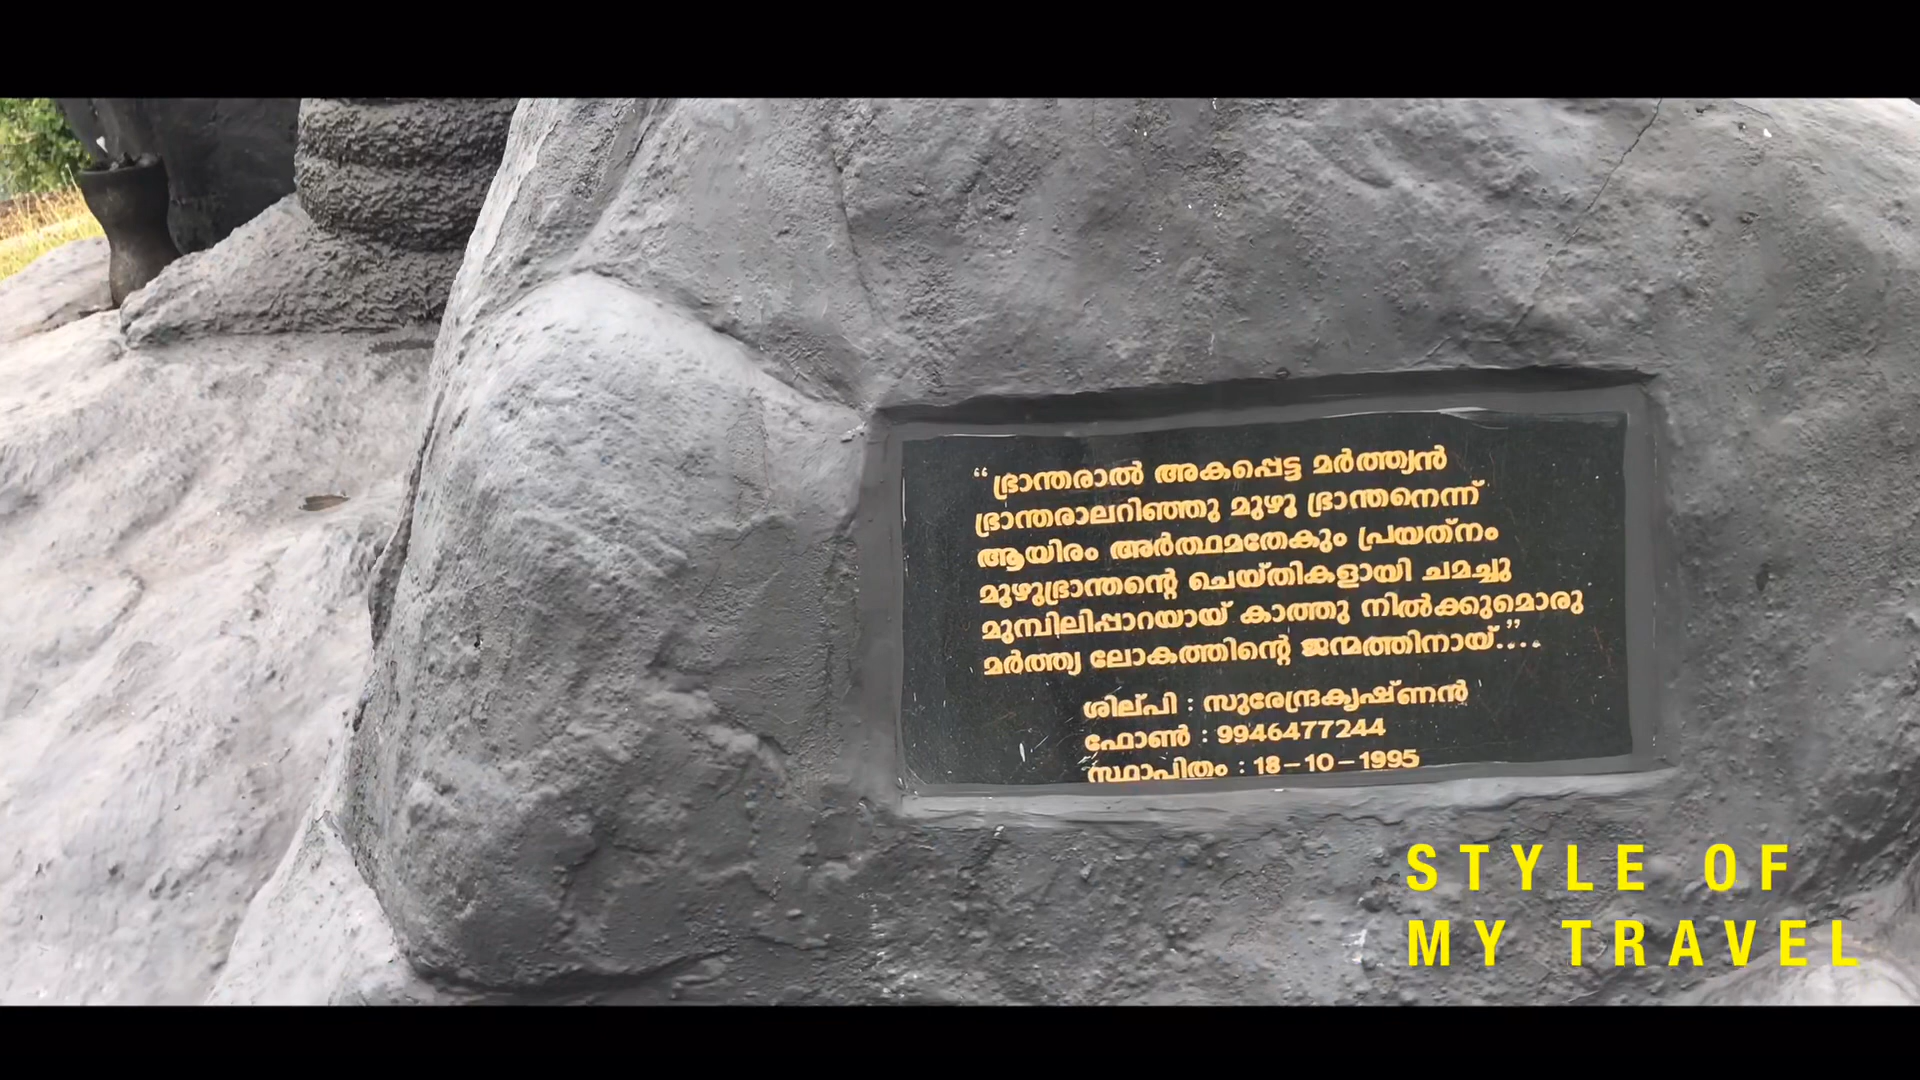 “ ഭ്രാന്തരാൽ അകപ്പെട്ട മർത്ത്യൻ
ഭ്രാന്തരാലറിഞ്ഞു മുഴു ഭ്രാന്തനെന്ന്
ആയിരം അർത്ഥമതേകും പ്രയത്നം
മുഴുഭ്രാന്തന്റെ ചെയ്തികളായി ചമച്ചു
മുമ്പിലിപ്പാറയായ് കാത്തു നിൽക്കുമൊരു
മർത്ത്യ ലോകത്തിന്റെ ജന്മത്തിനായ്.”...
ശില്പി : സുരേന്ദ്രകൃഷ്ണൻ
ഫോൺ : 9946477244
സ്ഥാപിതം : 18-10-1995
STYLE OF
MY TRAVEL